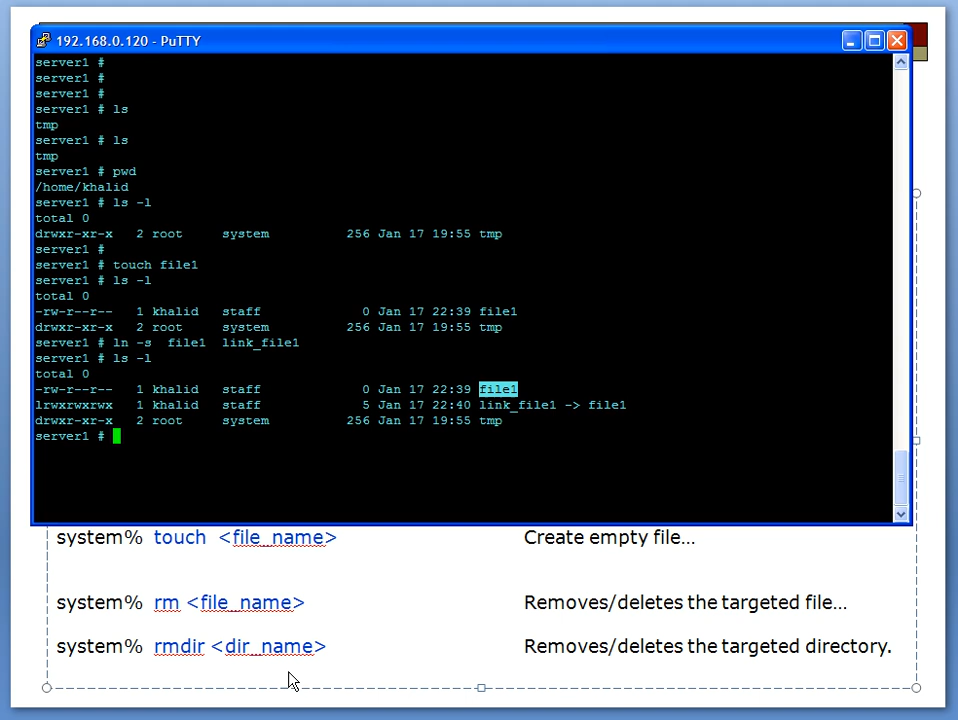 192.168.0.120 - PuTTY
server1 #
server1 #
server1 #
server1 # ls
tmp
server1 # ls
tmp
server1 # pwd
/home/khalid
server1 # ls -l
total 0
drwxr-xr-x   2 root     system          256 Jan 17 19:55 tmp
server1 #
server1 # touch file1
server1 # ls -l
total 0
-rw-r--r--   1 khalid   staff             0 Jan 17 22:39 file1
drwxr-xr-x   2 root     system          256 Jan 17 19:55 tmp
server1 # ln -s  file1  link_file1
server1 # ls -l
total 0
-rw-r--r--   1 khalid   staff             0 Jan 17 22:39 file1
lrwxrwxrwx   1 khalid   staff             5 Jan 17 22:40 link_file1 -> file1
drwxr-xr-x   2 root     system          256 Jan 17 19:55 tmp
server1 #
system% touch <file_name> Create empty file...
system% rm <file_name> Removes/deletes the targeted file...
system% rmdir <dir_name> Removes/deletes the targeted directory.